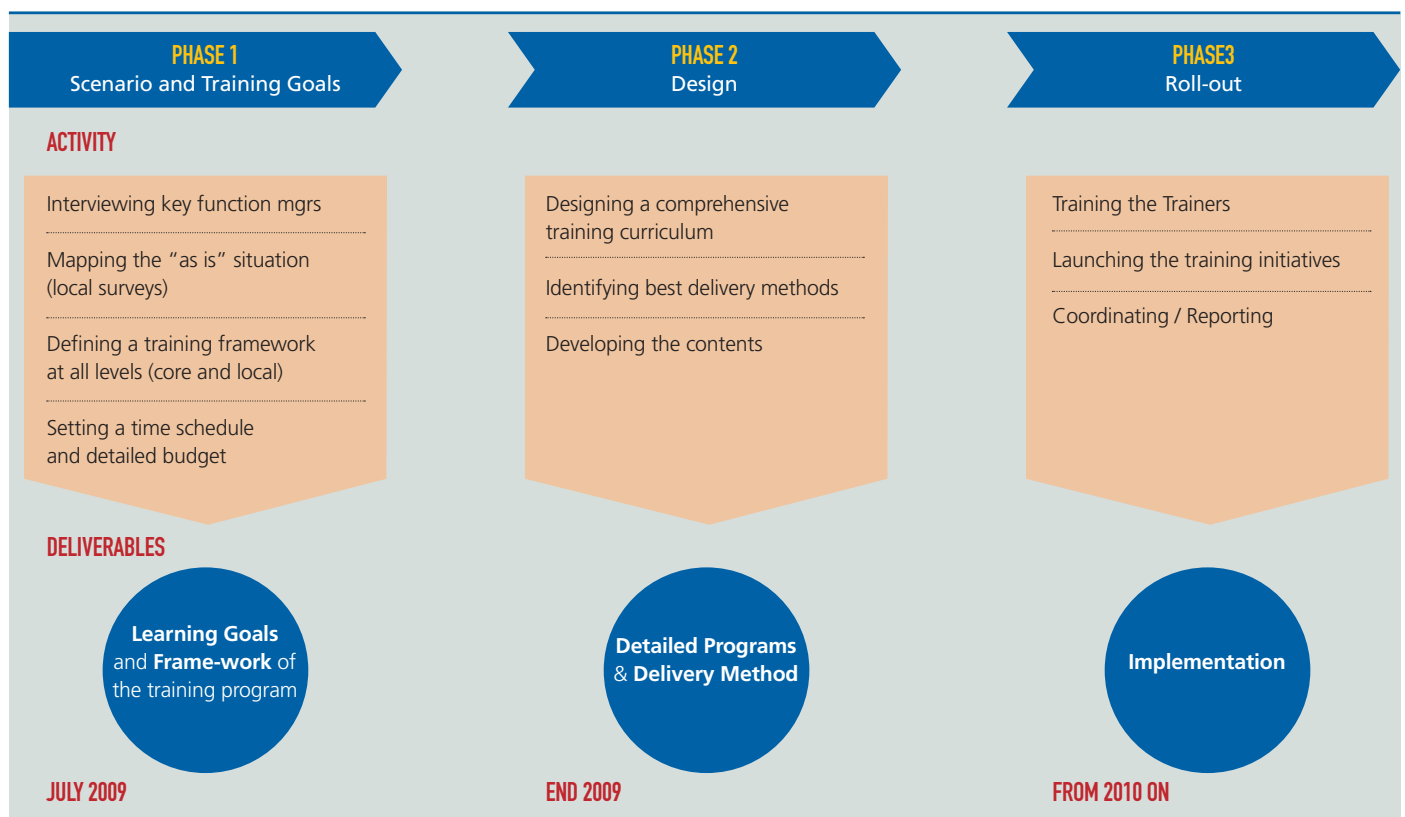 PHASE 1
Scenario and Training Goals
PHASE 2
Design
PHASE3
Roll-out
ACTIVITY
Interviewing key function mgrs
Mapping the “as is” situation
(local surveys)
Defining a training framework
at all levels (core and local)
Setting a time schedule
and detailed budget
Designing a comprehensive
training curriculum
Identifying best delivery methods
Developing the contents
Training the Trainers
Launching the training initiatives
Coordinating / Reporting
DELIVERABLES
Learning Goals
and Frame-work of
the training program
Detailed Programs
& Delivery Method
Implementation
JULY 2009
END 2009
FROM 2010 ON